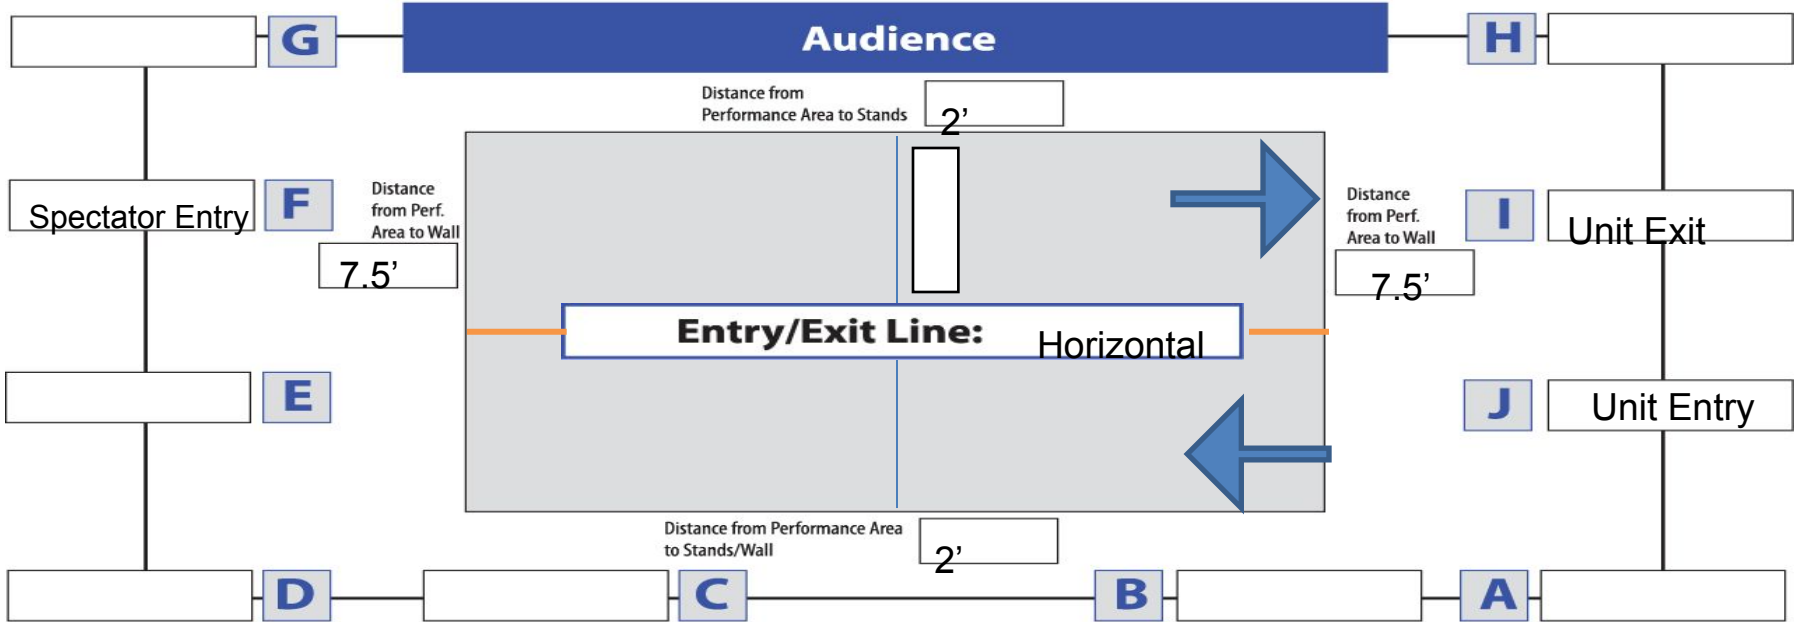 G
Audience
H
Distance from
Performance Area to Stands
2’
Spectator Entry
F
Distance
from Perf.
Area to Wall
7.5’
Distance
from Perf.
Area to Wall
7.5’
I
Unit Exit
Entry/Exit Line: Horizontal
E
J
Unit Entry
Distance from Performance Area
to Stands/Wall
2’
D
C
B
A